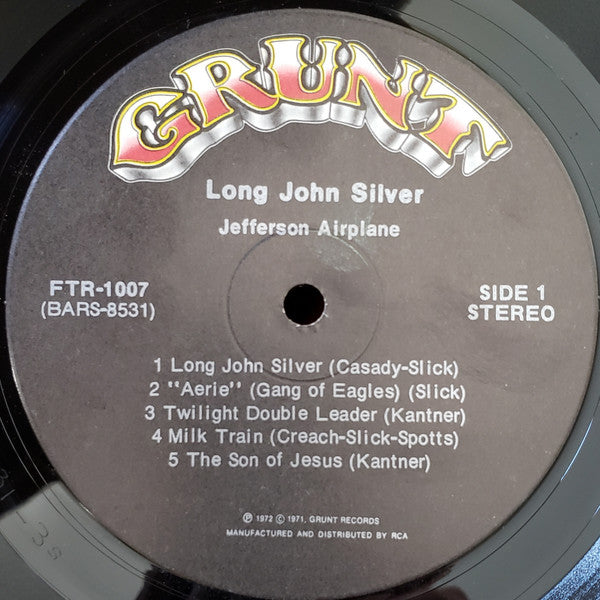 GRUNT
Long John Silver
Jefferson Airplane
FTR-1007
(BARS-8531)
SIDE 1
STEREO
1 Long John Silver (Casady-Slick)
2 "Aerie" (Gang of Eagles) (Slick)
3 Twilight Double Leader (Kantner)
4 Milk Train (Creach-Slick-Spotts)
5 The Son of Jesus (Kantner)
℗ 1972 © 1971, GRUNT RECORDS
MANUFACTURED AND DISTRIBUTED BY RCA